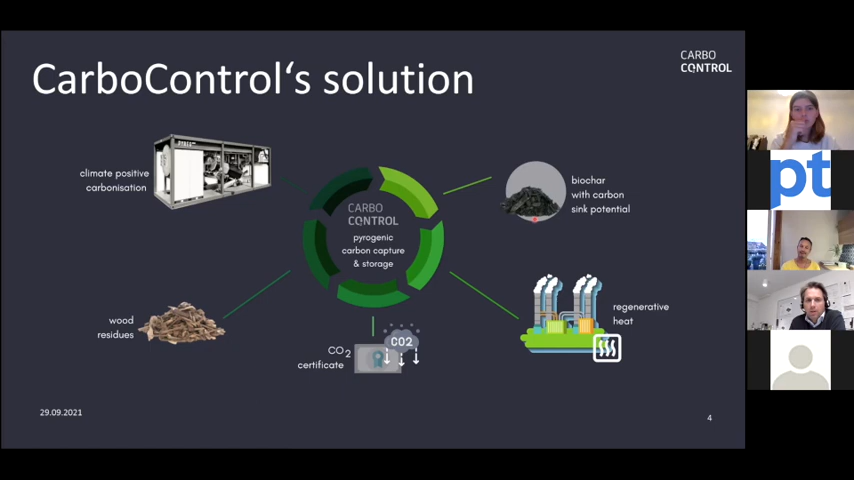 CarboControl‘s solution
CARBO
CONTROL
climate positive
carbonisation
biochar
with carbon
sink potential
CARBO
CONTROL
pyrogenic
carbon capture
& storage
wood
residues
regenerative
heat
CO2
certificate
CO2
29.09.2021
4
pt